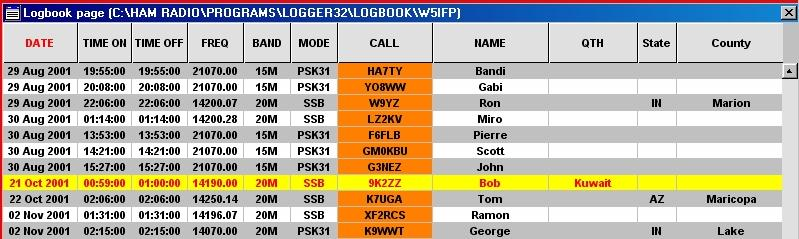 Logbook page (C:\HAM RADIO\PROGRAMS\LOGGER32\LOGBOOK\W5IFP)
DATE TIME ON TIME OFF FREQ BAND MODE CALL NAME QTH State County
29 Aug 2001 19:55:00 19:55:00 21070.00 15M PSK31 HA7TY Bandi
29 Aug 2001 20:08:00 20:08:00 21070.00 15M PSK31 YO8WW Gabi
29 Aug 2001 22:06:00 22:06:00 14200.07 20M SSB W9YZ Ron IN Marion
30 Aug 2001 01:14:00 01:14:00 14200.28 20M SSB LZ2KV Miro
30 Aug 2001 13:53:00 13:53:00 21070.00 15M PSK31 F6FLB Pierre
30 Aug 2001 14:21:00 14:21:00 21070.00 15M PSK31 GM0KBU Scott
30 Aug 2001 15:27:00 15:27:00 21070.00 15M PSK31 G3NEZ John
21 Oct 2001 00:59:00 01:00:00 14190.00 20M SSB 9K2ZZ Bob Kuwait
22 Oct 2001 02:06:00 02:06:00 14250.14 20M SSB K7UGA Tom AZ Maricopa
02 Nov 2001 01:31:00 01:31:00 14196.07 20M SSB XF2RCS Ramon
02 Nov 2001 02:15:00 02:15:00 14070.00 20M PSK31 K9WWT George IN Lake